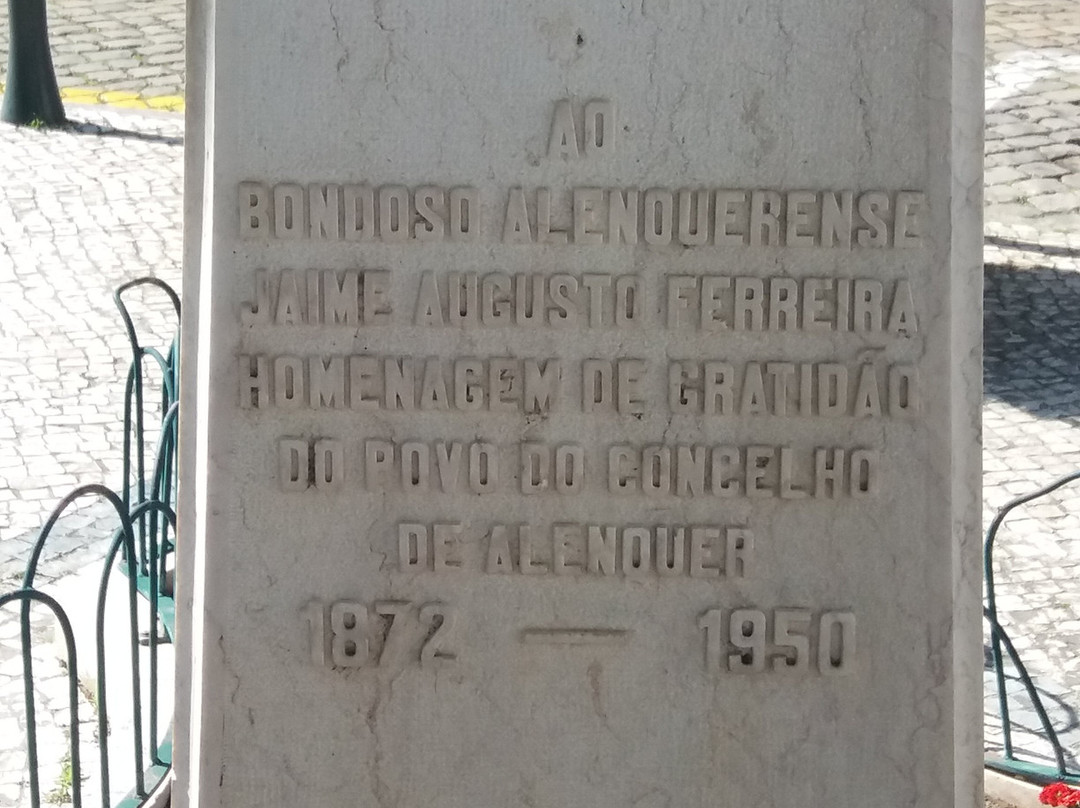 AO
BONDOSO ALENQUERENSE
JAIME AUGUSTO FERREIRA
HOMENAGEM DE GRATIDÃO
DO POVO DO CONCELHO
DE ALENQUER
1872 — 1950